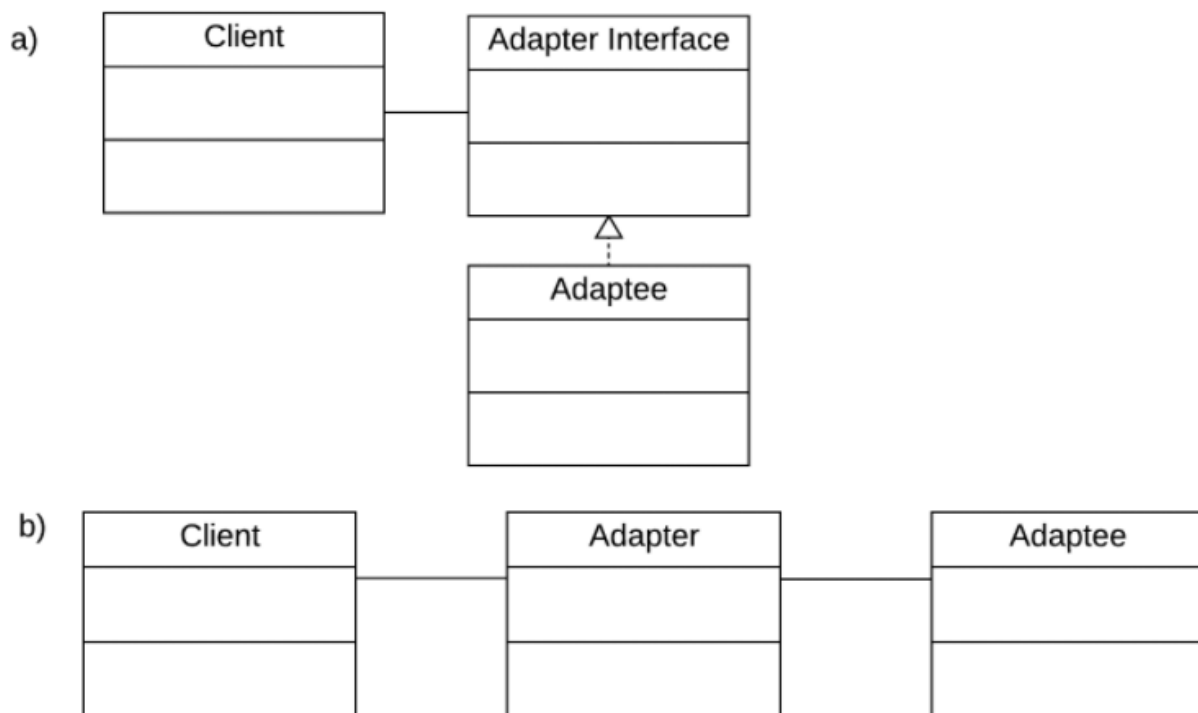 a)
Client
Adapter Interface
Adaptee
b)
Client
Adapter
Adaptee